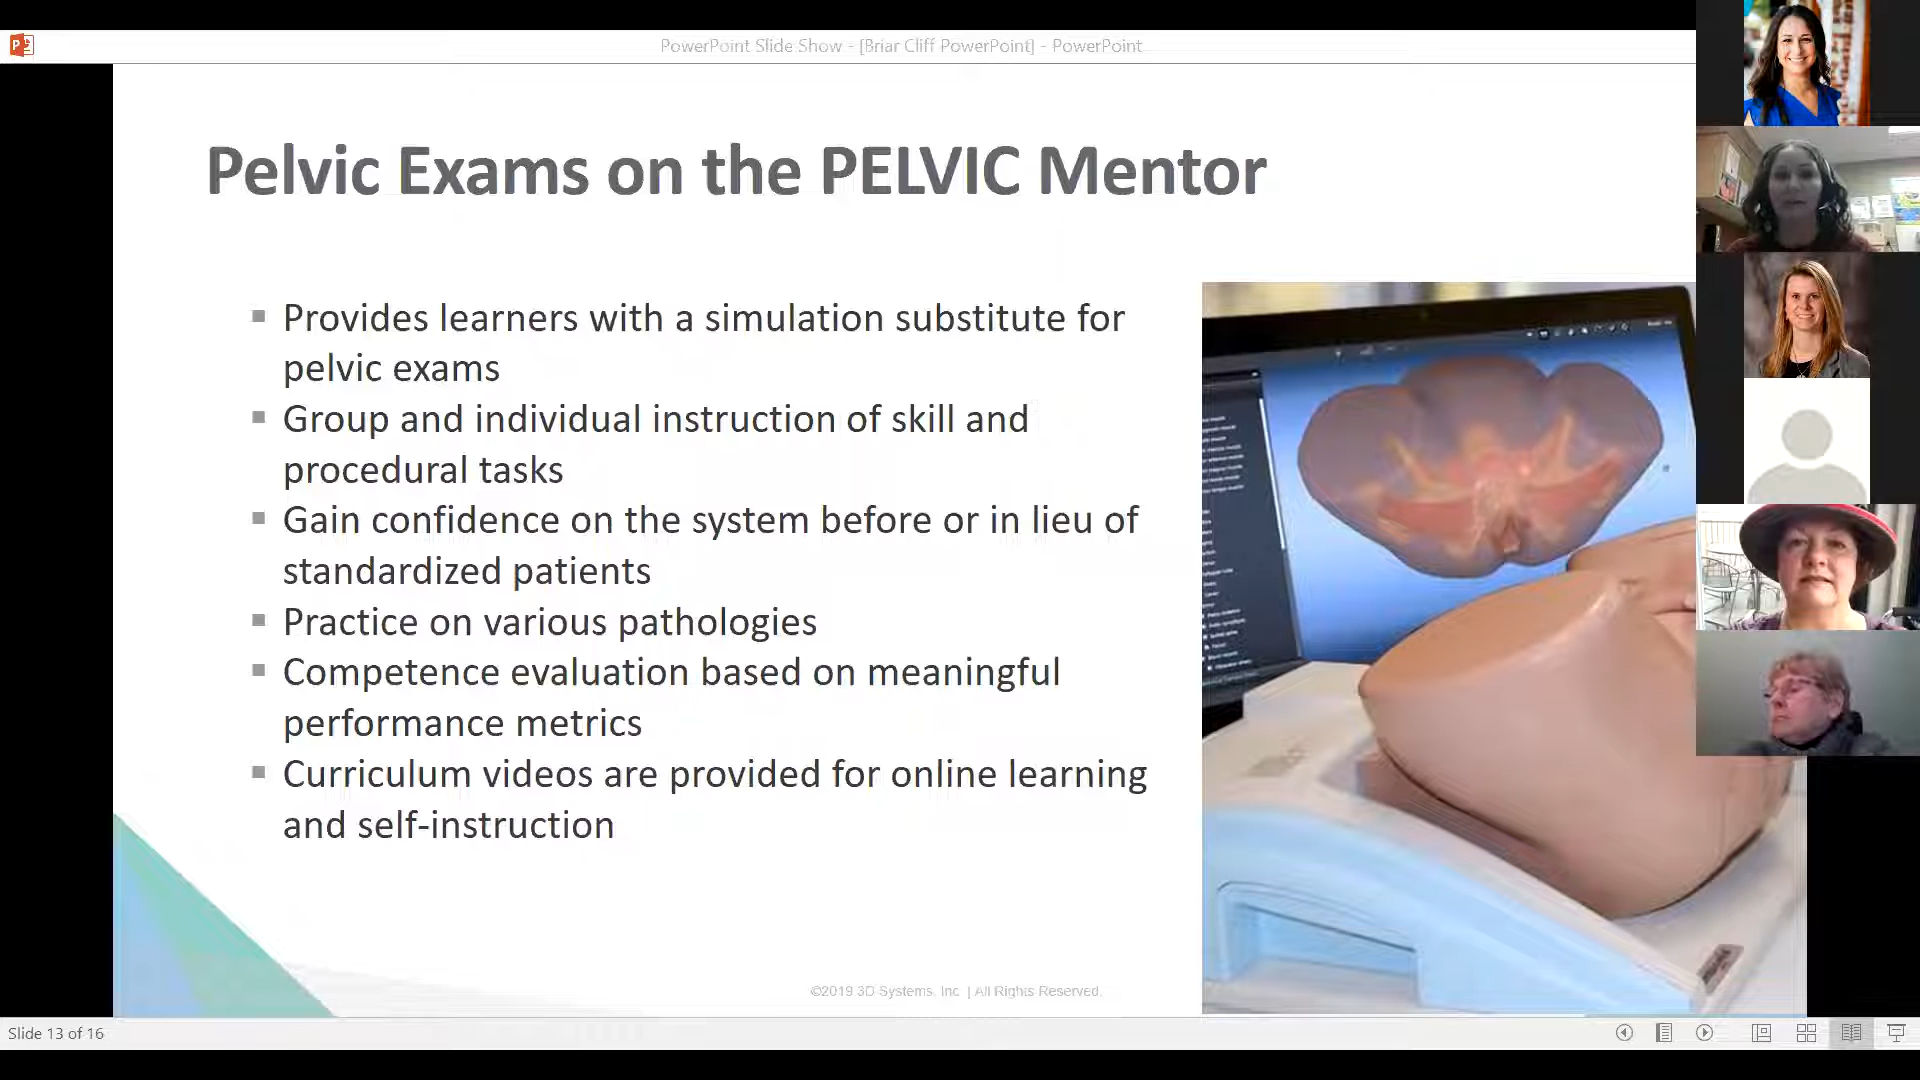 PowerPoint Slide Show - [Briar Cliff PowerPoint] - PowerPoint
Pelvic Exams on the PELVIC Mentor
▪ Provides learners with a simulation substitute for
pelvic exams
▪ Group and individual instruction of skill and
procedural tasks
▪ Gain confidence on the system before or in lieu of
standardized patients
▪ Practice on various pathologies
▪ Competence evaluation based on meaningful
performance metrics
▪ Curriculum videos are provided for online learning
and self-instruction
©2019 3D Systems, Inc. | All Rights Reserved.
Slide 13 of 16